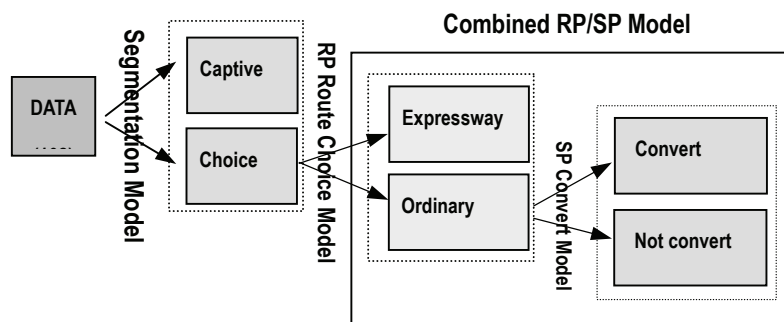 Combined RP/SP Model
Segmentation Model
RP Route Choice Model
DATA
Captive
Choice
Expressway
Ordinary
SP Convert Model
Convert
Not convert